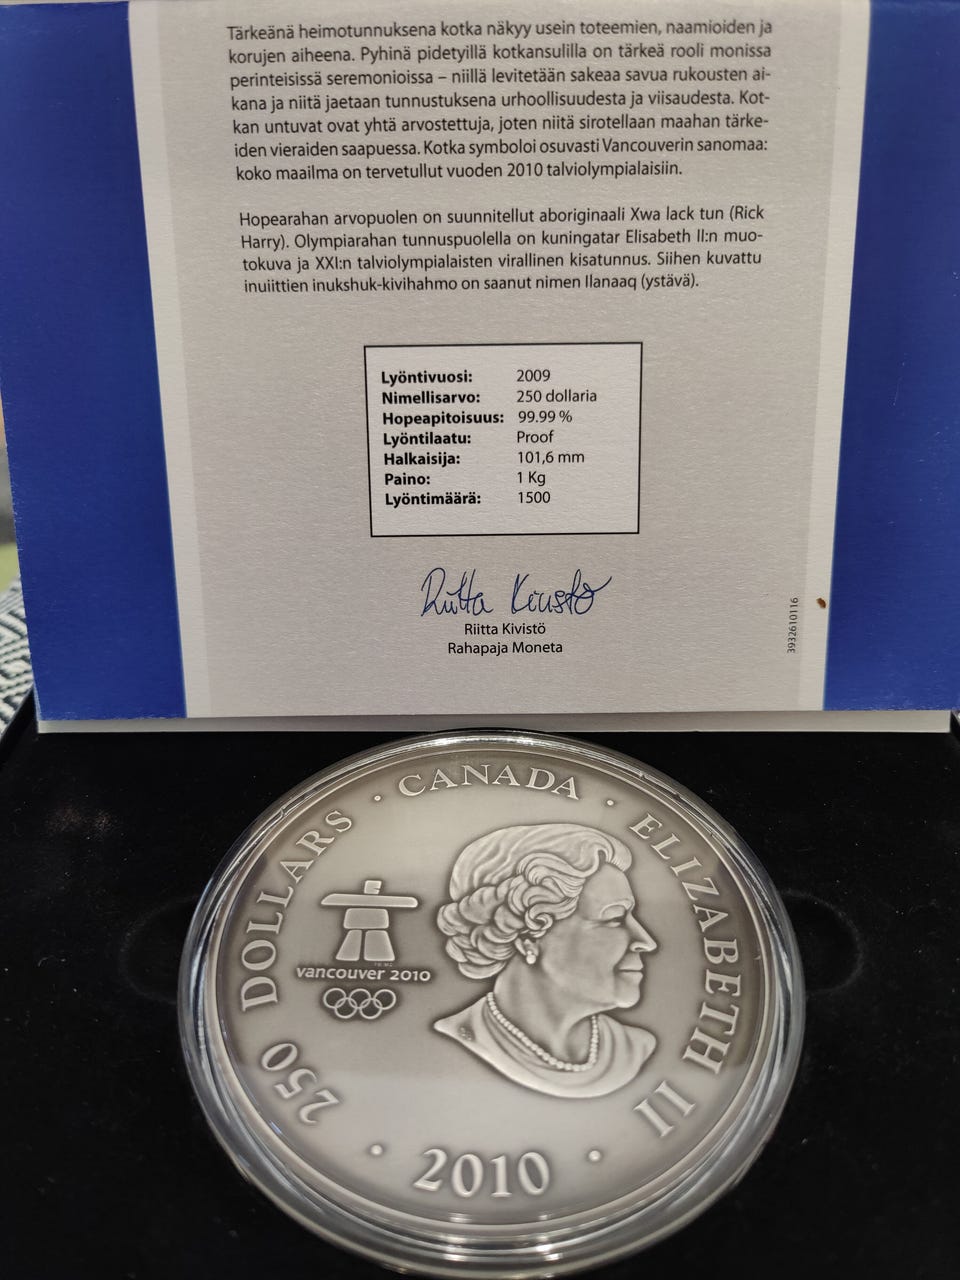 Tärkeänä heimotunnuksena kotka näkyy usein toteemien, naamioiden ja
korujen aiheena. Pyhinä pidetyillä kotkansulilla on tärkeä rooli monissa
perinteisissä seremonioissa – niillä levitetään sakeaa savua rukousten ai-
kana ja niitä jaetaan tunnustuksena urhoollisuudesta ja viisaudesta. Kot-
kan untuvat ovat yhtä arvostettuja, joten niitä sirotellaan maahan tärke-
iden vieraiden saapuessa. Kotka symboloi osuvasti Vancouverin sanomaa:
koko maailma on tervetullut vuoden 2010 talviolympialaisiin.
Hopearahan arvopuolen on suunnitellut aboriginaali Xwa lack tun (Rick
Harry). Olympiarahan tunnuspuolella on kuningatar Elisabeth II:n muo-
tokuva ja XXI:n talviolympialaisten virallinen kisatunnus. Siihen kuvattu
inuiittien inukshuk-kivihahmo on saanut nimen Ilanaaq (ystävä).
Lyöntivuosi: 2009
Nimellisarvo: 250 dollaria
Hopeapitoisuus: 99.99 %
Lyöntilaatu: Proof
Halkaisija: 101,6 mm
Paino: 1 Kg
Lyöntimäärä: 1500
Riitta Kivistö
Riitta Kivistö
Rahapaja Moneta
3932610116
250 DOLLARS · CANADA · ELIZABETH II
vancouver 2010
· 2010 ·